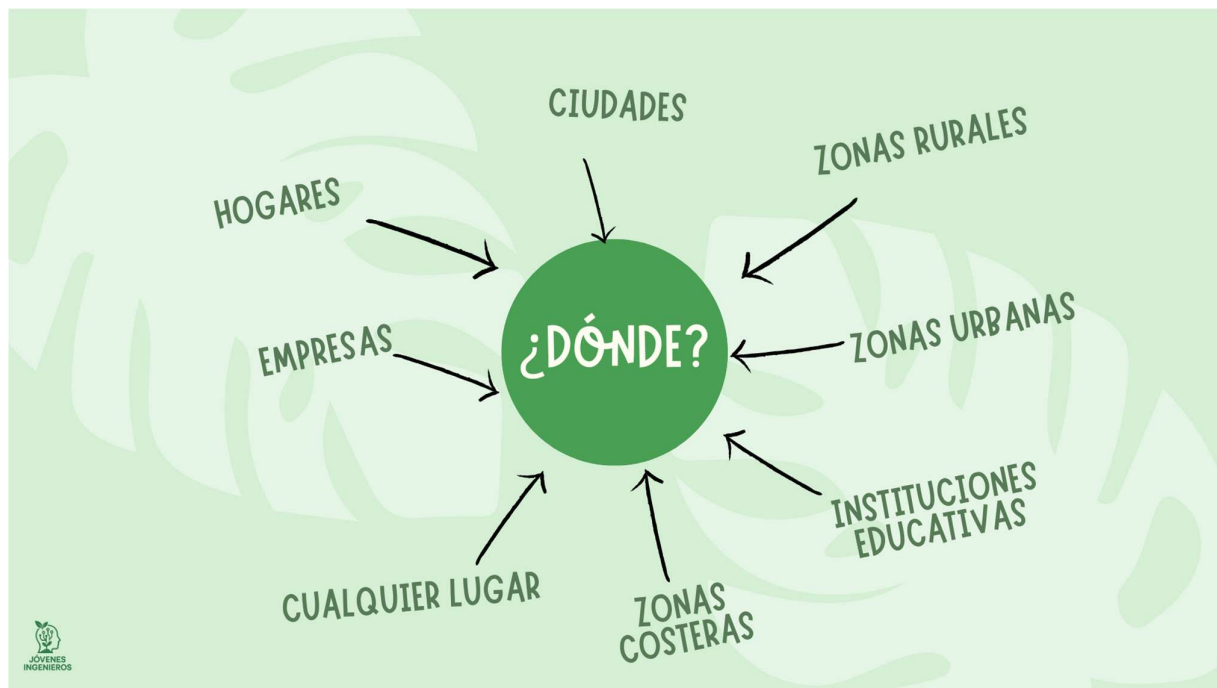 CIUDADES
ZONAS RURALES
HOGARES
¿DÓNDE?
ZONAS URBANAS
EMPRESAS
INSTITUCIONES
EDUCATIVAS
CUALQUIER LUGAR
ZONAS
COSTERAS
JÓVENES
INGENIEROS